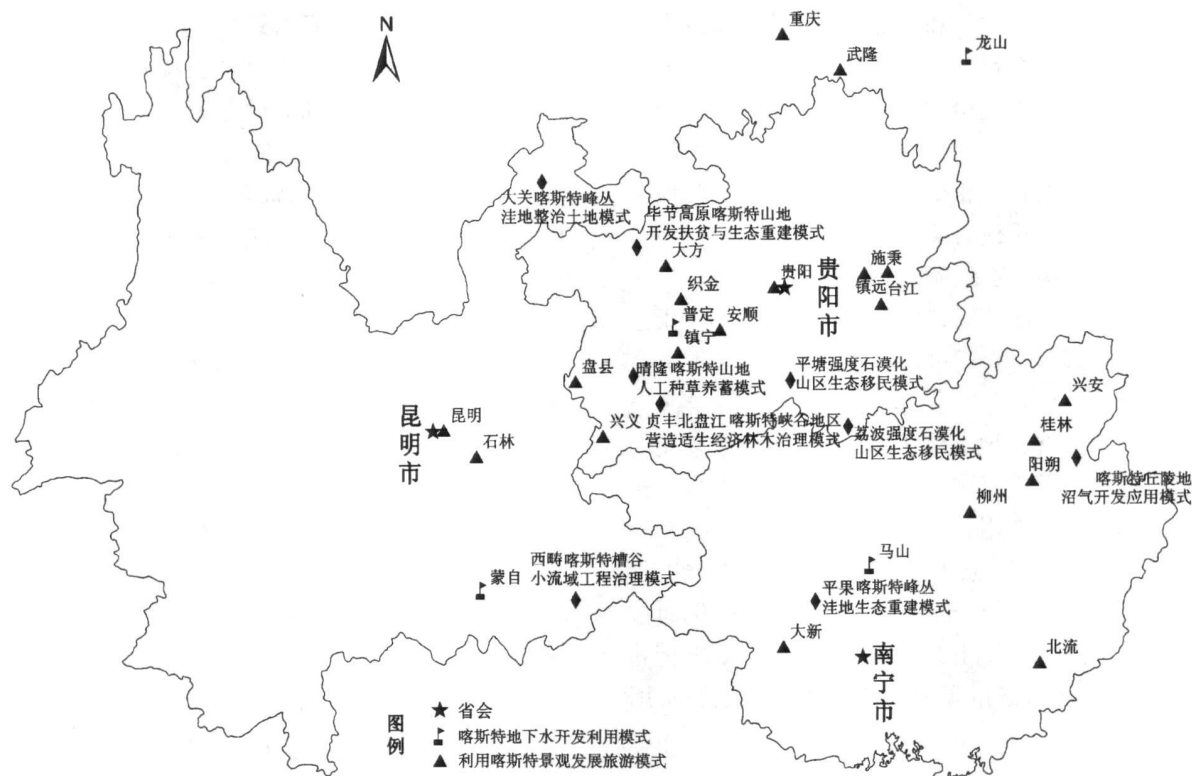 N
重庆
武隆
龙山
大关喀斯特峰丛
洼地整治土地模式
毕节高原喀斯特山地
开发扶贫与生态重建模式
大方
织金
贵阳
贵阳市
施秉
镇远
台江
普定
安顺
镇宁
盘县
晴隆喀斯特山地
人工种草养蓄模式
平塘强度石漠化
山区生态移民模式
兴义
贞丰北盘江喀斯特峡谷地区
营造适生经济林木治理模式
荔波强度石漠化
山区生态移民模式
兴安
桂林
阳朔
喀斯特丘陵地
沼气开发应用模式
柳州
昆明市
昆明
石林
蒙自
西畴喀斯特槽谷
小流域工程治理模式
马山
平果喀斯特峰丛
洼地生态重建模式
大新
南宁市
北流
图例
省会
喀斯特地下水开发利用模式
利用喀斯特景观发展旅游模式